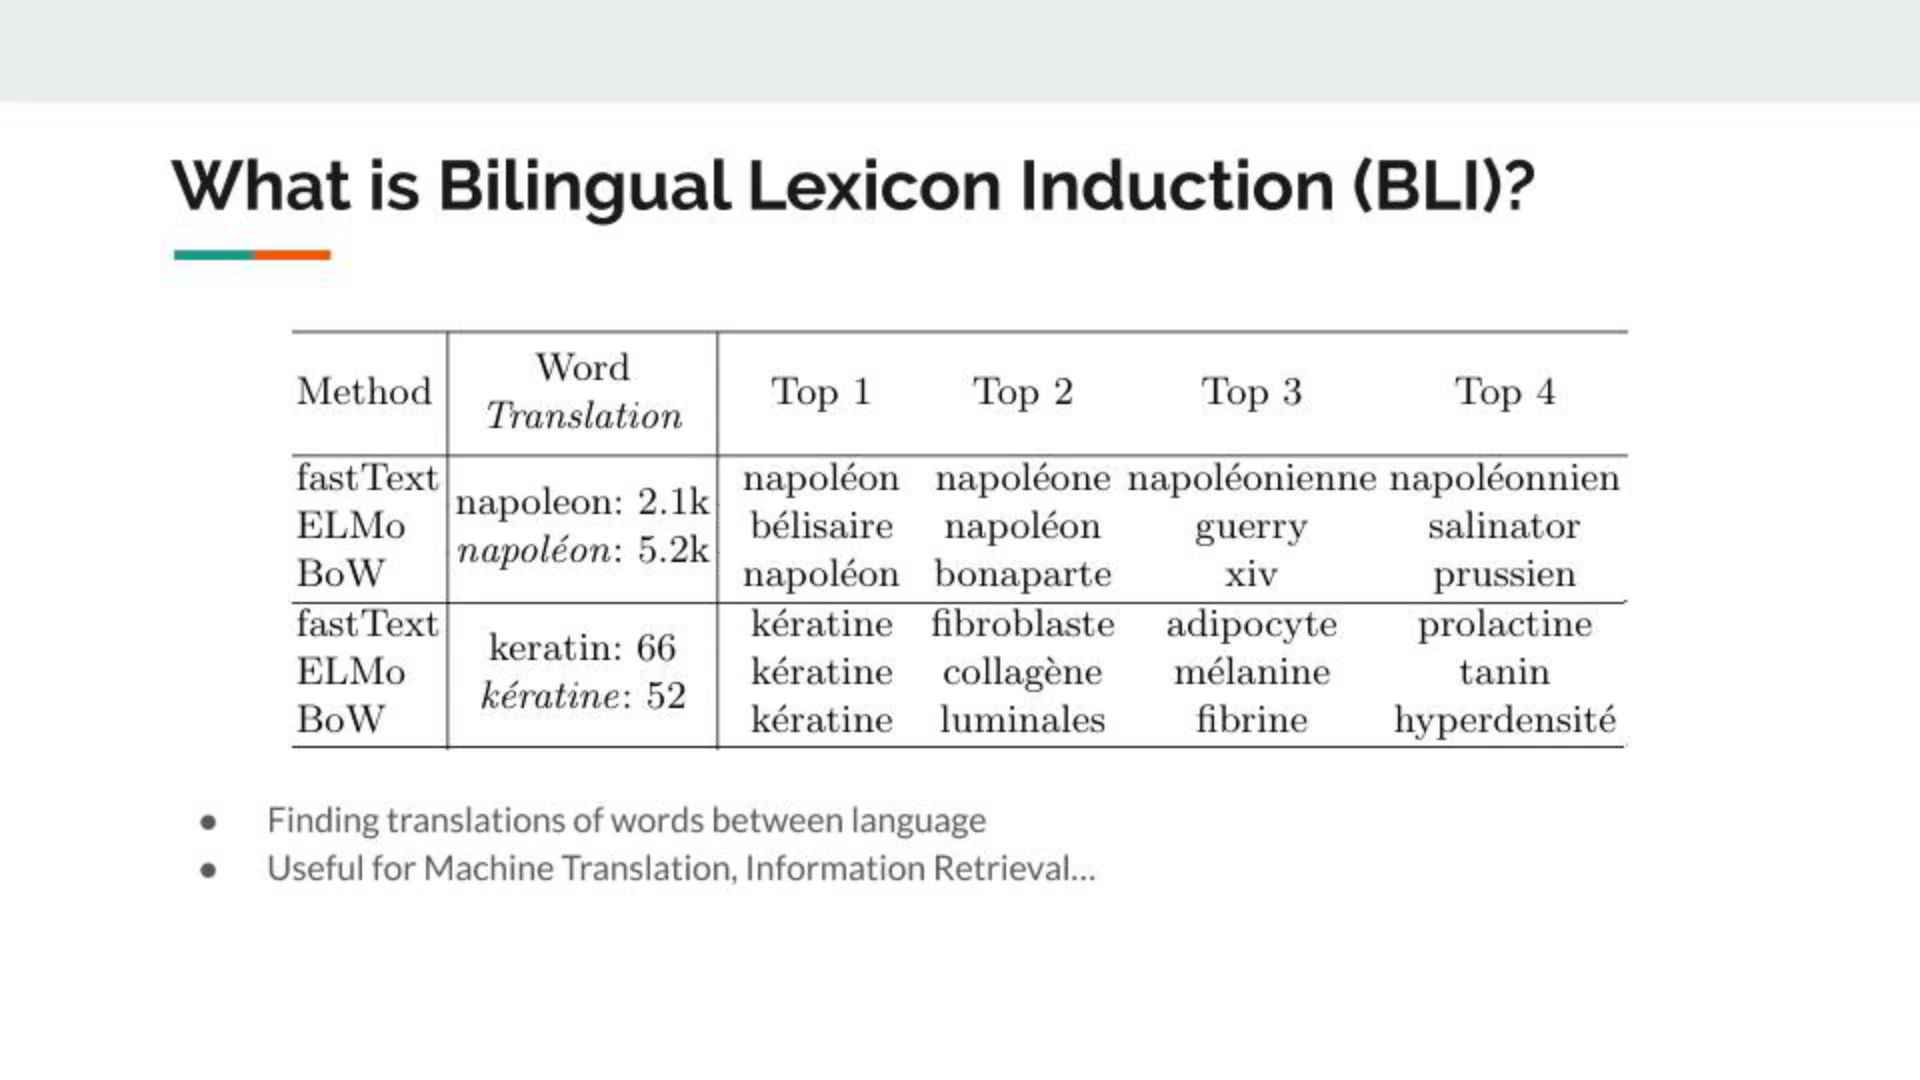 What is Bilingual Lexicon Induction (BLI)?
Method Word Translation Top 1 Top 2 Top 3 Top 4
fastText napoleon: 2.1k napoléon: 5.2k napoléon napoléone napoléonienne napoléonnien
ELMo bélisaire napoléon guerry salinator
BoW napoléon bonaparte xiv prussien
fastText keratin: 66 kératine: 52 kératine fibroblaste adipocyte prolactine
ELMo kératine collagène mélanine tanin
BoW kératine luminales fibrine hyperdensité
● Finding translations of words between language
● Useful for Machine Translation, Information Retrieval...